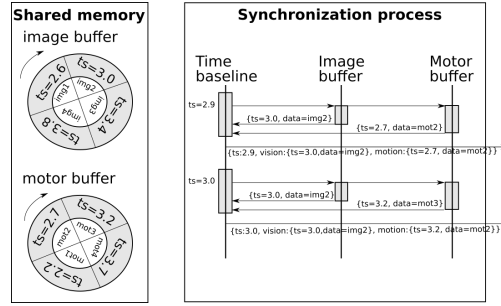 Shared memory
image buffer
ts=2.6
ts=3.0
ts=3.4
ts=3.8
img1
img2
img3
img4
motor buffer
ts=2.7
ts=3.2
ts=3.7
ts=2.2
mot2
mot3
mot4
mot1
Synchronization process
Time
baseline
Image
buffer
Motor
buffer
ts=2.9
{ts=3.0, data=img2}
{ts=2.7, data=mot2}
{ts:2.9, vision:{ts=3.0,data=img2}, motion:{ts=2.7, data=mot2}}
ts=3.0
{ts=3.0, data=img2}
{ts=3.2, data=mot3}
{ts:3.0, vision:{ts=3.0,data=img2}, motion:{ts=3.2, data=mot2}}